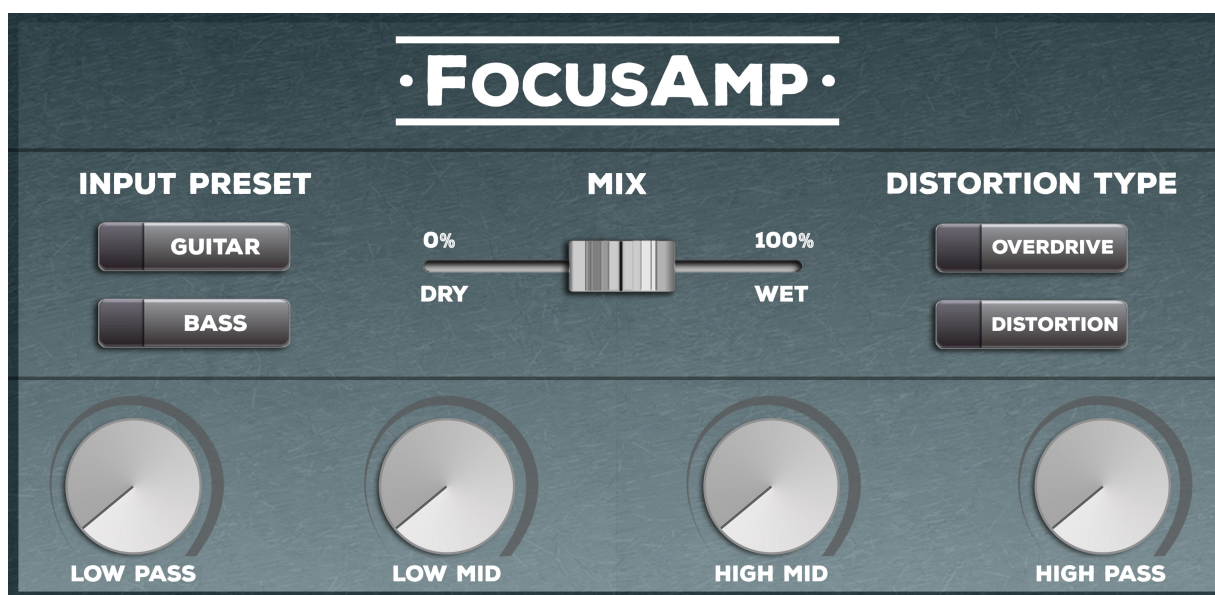 • FOCUSAMP •
INPUT PRESET
MIX
DISTORTION TYPE
GUITAR
BASS
0%
100%
DRY
WET
OVERDRIVE
DISTORTION
LOW PASS
LOW MID
HIGH MID
HIGH PASS